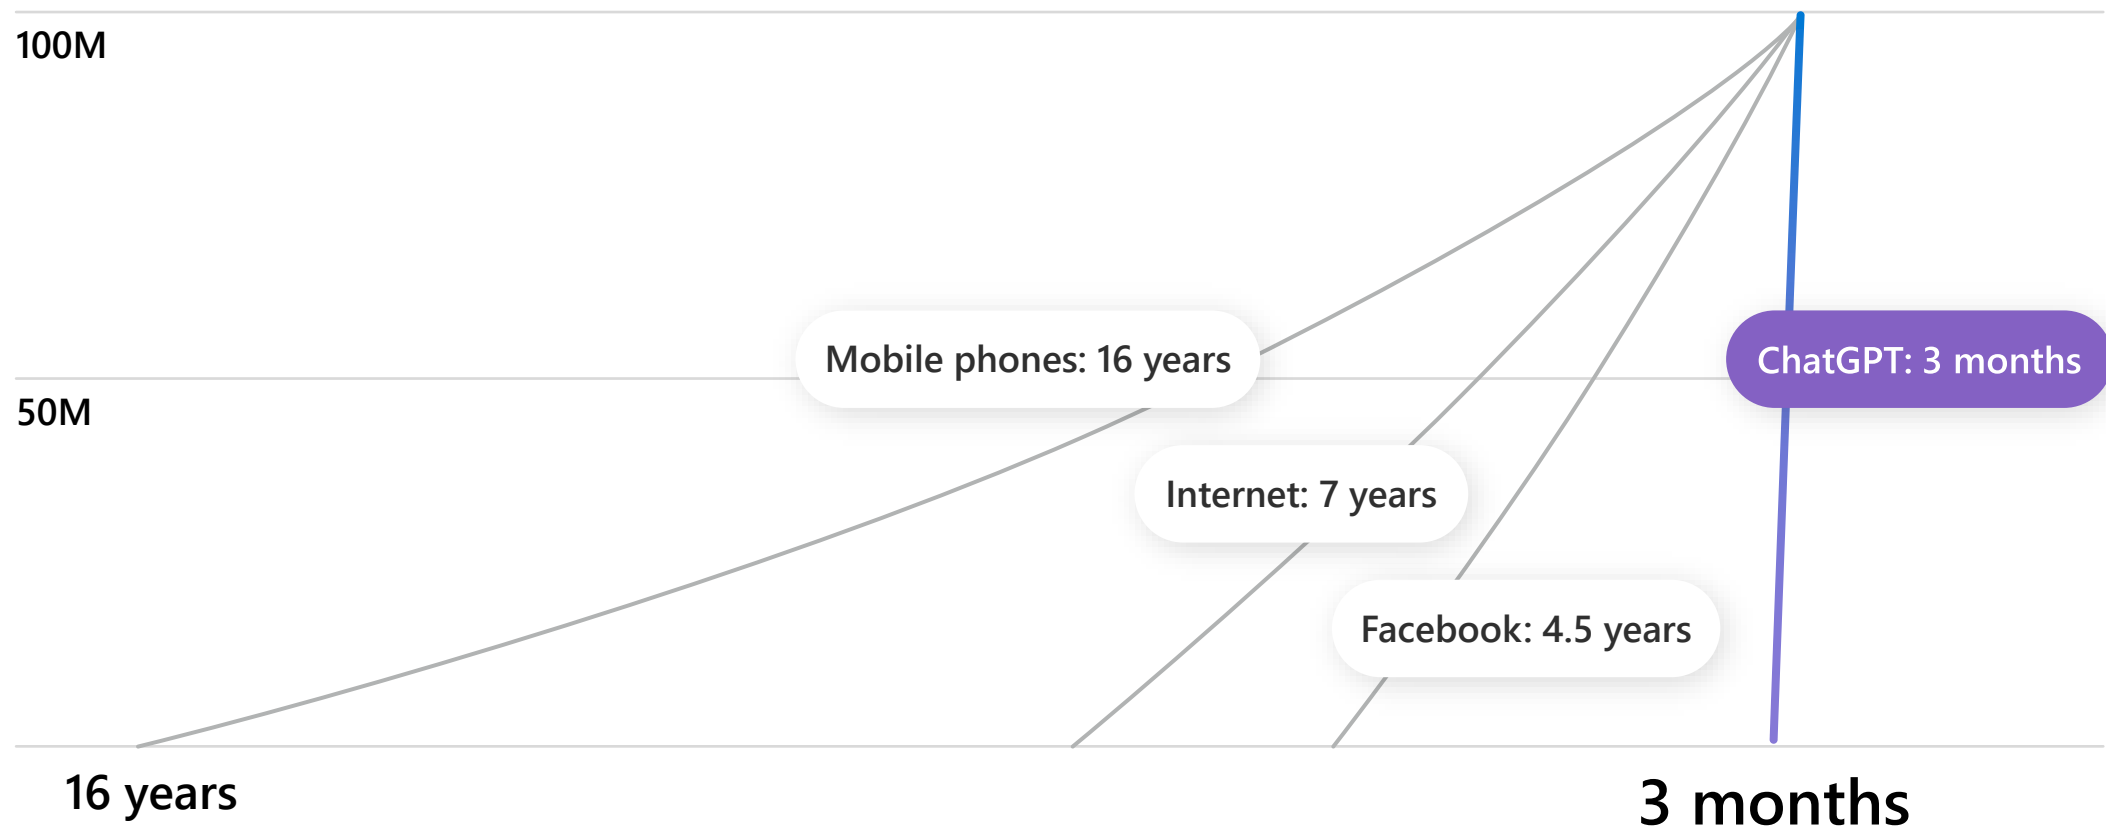 100M
Mobile phones: 16 years
ChatGPT: 3 months
50M
Internet: 7 years
Facebook: 4.5 years
16 years
3 months